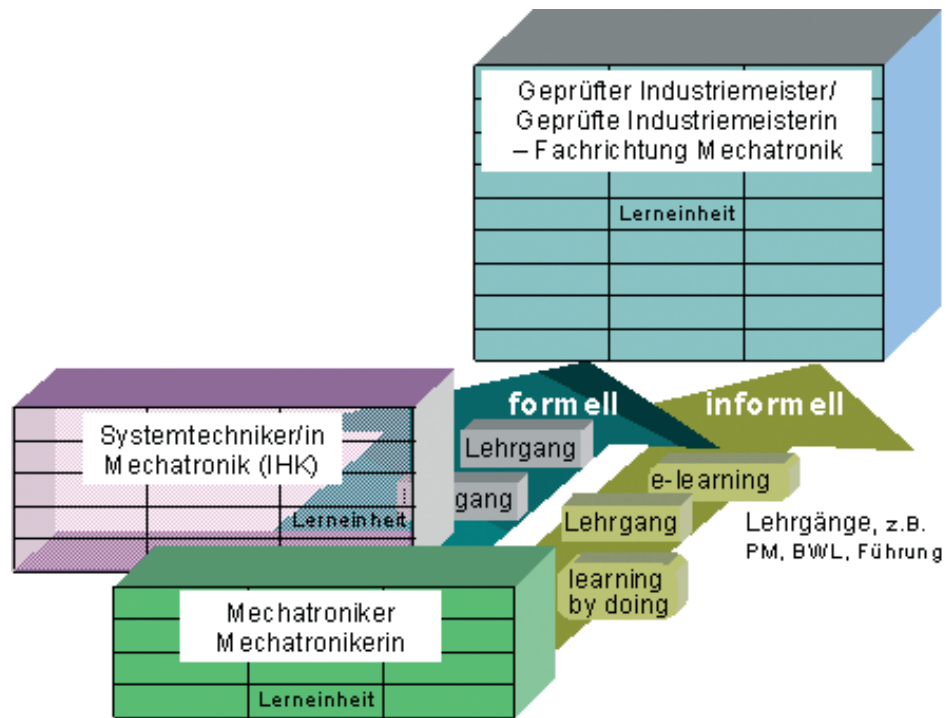 Geprüfter Industriemeister/
Geprüfte Industriemeisterin
– Fachrichtung Mechatronik
Lerneinheit
formell
informell
Systemtechniker/in
Mechatronik (IHK)
Lehrgang
gang
Lerneinheit
e-learning
Lehrgang
learning
by doing
Lehrgänge, z.B.
PM, BWL, Führung
Mechatroniker
Mechatronikerin
Lerneinheit